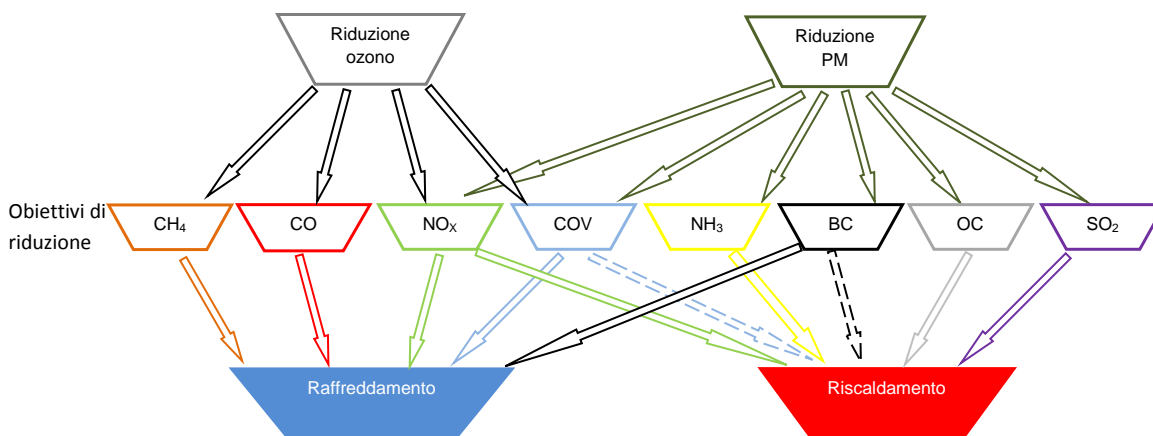 Riduzione
ozono
Riduzione
PM
Obiettivi di
riduzione
CH₄
CO
NOₓ
COV
NH₃
BC
OC
SO₂
Raffreddamento
Riscaldamento